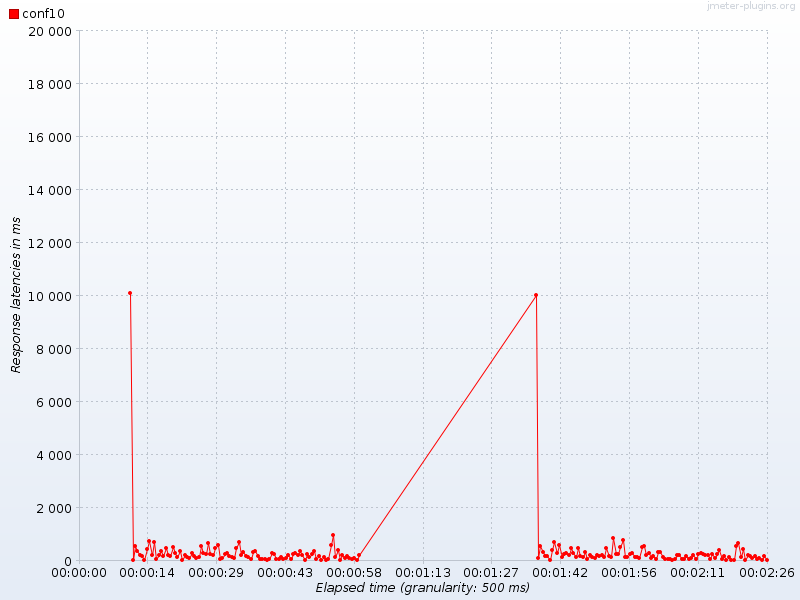 jmeter-plugins.org
conf10
20 000
18 000
16 000
14 000
12 000
10 000
8 000
6 000
4 000
2 000
0
Response latencies in ms
00:00:00 00:00:14 00:00:29 00:00:43 00:00:58 00:01:13 00:01:27 00:01:42 00:01:56 00:02:11 00:02:26
Elapsed time (granularity: 500 ms)